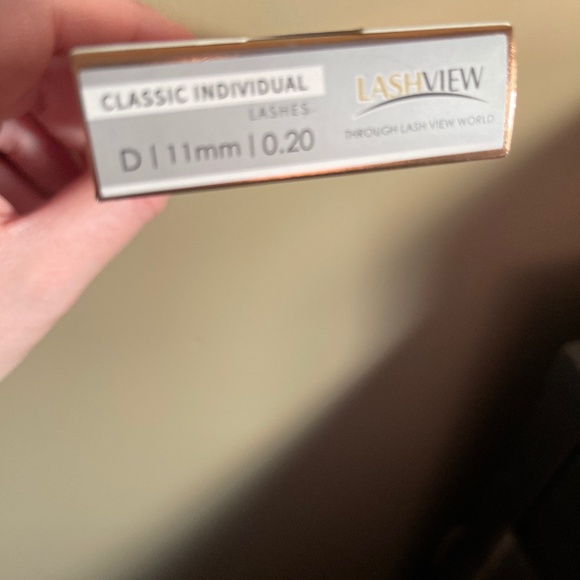 CLASSIC INDIVIDUAL
LASHES
D | 11mm | 0.20
LASHVIEW
THROUGH LASH VIEW WORLD